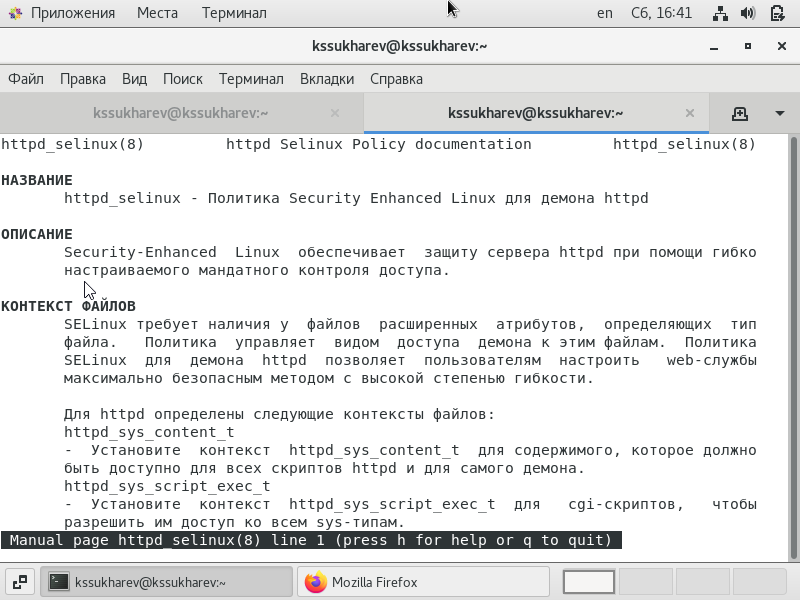 Приложения Места Терминал en Сб, 16:41
kssukharev@kssukharev:~
Файл Правка Вид Поиск Терминал Вкладки Справка
kssukharev@kssukharev:~ × kssukharev@kssukharev:~ ×
httpd_selinux(8) httpd Selinux Policy documentation httpd_selinux(8)
НАЗВАНИЕ
httpd_selinux - Политика Security Enhanced Linux для демона httpd
ОПИСАНИЕ
Security-Enhanced Linux обеспечивает защиту сервера httpd при помощи гибко
настраиваемого мандатного контроля доступа.
КОНТЕКСТ ФАЙЛОВ
SELinux требует наличия у файлов расширенных атрибутов, определяющих тип
файла. Политика управляет видом доступа демона к этим файлам. Политика
SELinux для демона httpd позволяет пользователям настроить web-службы
максимально безопасным методом с высокой степенью гибкости.
Для httpd определены следующие контексты файлов:
httpd_sys_content_t
- Установите контекст httpd_sys_content_t для содержимого, которое должно
быть доступно для всех скриптов httpd и для самого демона.
httpd_sys_script_exec_t
- Установите контекст httpd_sys_script_exec_t для cgi-скриптов, чтобы
разрешить им доступ ко всем sys-типам.
Manual page httpd_selinux(8) line 1 (press h for help or q to quit)
kssukharev@kssukharev:~ Mozilla Firefox